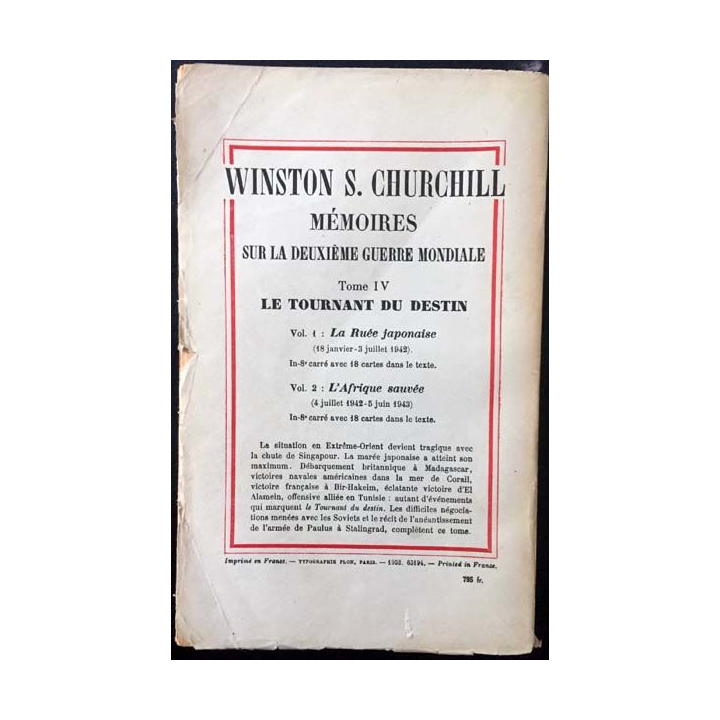 WINSTON S. CHURCHILL
MÉMOIRES
SUR LA DEUXIÈME GUERRE MONDIALE
Tome IV
LE TOURNANT DU DESTIN
Vol. 1 : La Ruée japonaise
(18 janvier-3 juillet 1942).
In-8º carré avec 18 cartes dans le texte.
Vol. 2 : L'Afrique sauvée
(4 juillet 1942-5 juin 1943)
In-8º carré avec 18 cartes dans le texte.
La situation en Extrême-Orient devient tragique avec
la chute de Singapour. La marée japonaise a atteint son
maximum. Débarquement britannique à Madagascar,
victoires navales américaines dans la mer de Corail,
victoire française à Bir-Hakeim, éclatante victoire d'El
Alamein, offensive alliée en Tunisie : autant d'événements
qui marquent le Tournant du destin. Les difficiles négocia-
tions menées avec les Soviets et le récit de l'anéantissement
de l'armée de Paulus à Stalingrad, complètent ce tome.
Imprimé en France. — TYPOGRAPHIE PLON, PARIS. — 1952. 63194. — Printed in France.
795 fr.